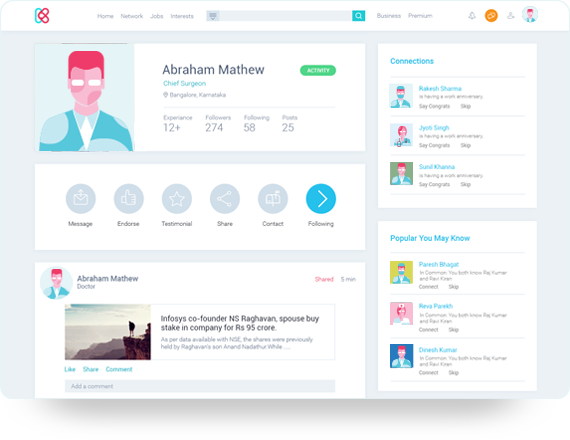 Home Network Jobs Interests Business Premium
Abraham Mathew
ACTIVITY
Chief Surgeon
Bangalore, Karnataka
Experience Followers Following Posts
12+ 274 58 25
Message Endorse Testimonial Share Contact Following
Abraham Mathew
Doctor
Shared 5 min
Infosys co-founder NS Raghavan, spouse buy
stake in company for Rs 95 crore.
As per data available with NSE, the shares were previously
held by Raghavan's son Anand Nadathur.While ....
Like Share Comment
Add a comment
Connections
Rakesh Sharma
is having a work anniversary.
Say Congrats Skip
Jyoti Singh
is having a work anniversary.
Say Congrats Skip
Sunil Khanna
is having a work anniversary.
Say Congrats Skip
Popular You May Know
Paresh Bhagat
In Common: You both know Raj Kumar
and Ravi Kiran
Connect Skip
Reva Parekh
In Common: You both know Raj Kumar
and Ravi Kiran
Connect Skip
Dinesh Kumar
In Common: You both know Raj Kumar
and Ravi Kiran
Connect Skip